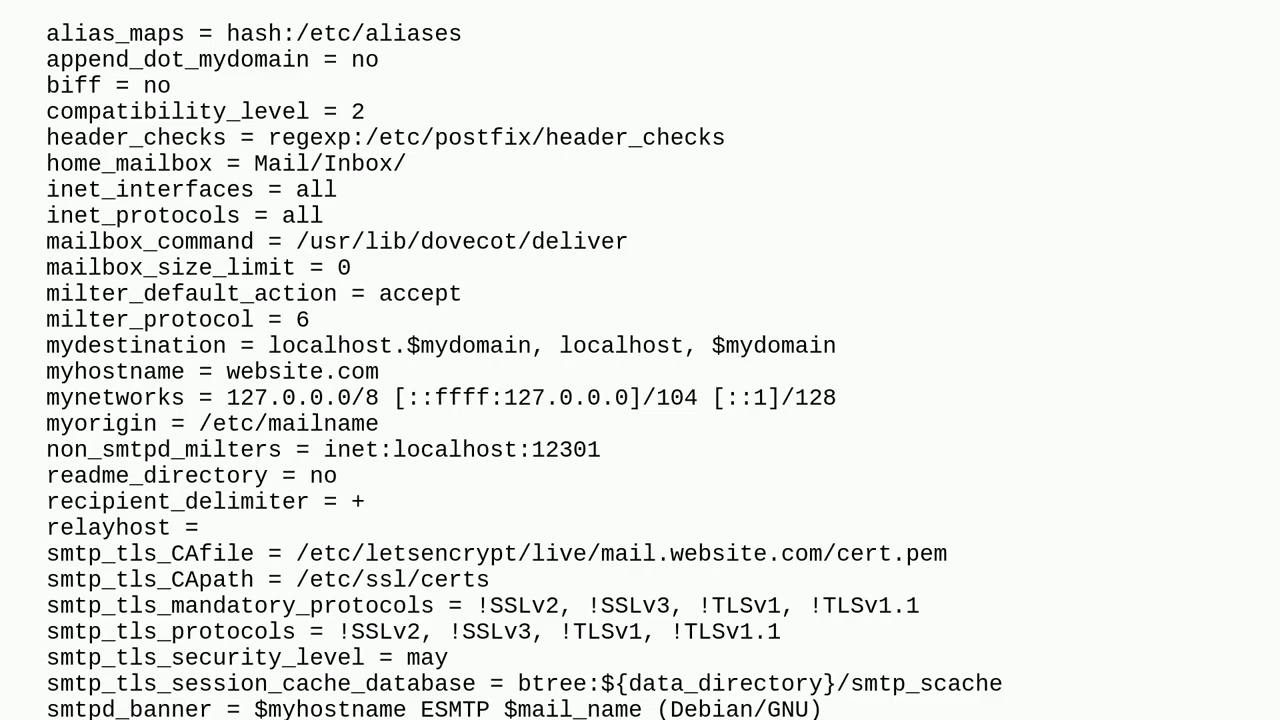 alias_maps = hash:/etc/aliases
append_dot_mydomain = no
biff = no
compatibility_level = 2
header_checks = regexp:/etc/postfix/header_checks
home_mailbox = Mail/Inbox/
inet_interfaces = all
inet_protocols = all
mailbox_command = /usr/lib/dovecot/deliver
mailbox_size_limit = 0
milter_default_action = accept
milter_protocol = 6
mydestination = localhost.$mydomain, localhost, $mydomain
myhostname = website.com
mynetworks = 127.0.0.0/8 [::ffff:127.0.0.0]/104 [::1]/128
myorigin = /etc/mailname
non_smtpd_milters = inet:localhost:12301
readme_directory = no
recipient_delimiter = +
relayhost =
smtp_tls_CAfile = /etc/letsencrypt/live/mail.website.com/cert.pem
smtp_tls_CApath = /etc/ssl/certs
smtp_tls_mandatory_protocols = !SSLv2, !SSLv3, !TLSv1, !TLSv1.1
smtp_tls_protocols = !SSLv2, !SSLv3, !TLSv1, !TLSv1.1
smtp_tls_security_level = may
smtp_tls_session_cache_database = btree:${data_directory}/smtp_scache
smtpd_banner = $myhostname ESMTP $mail_name (Debian/GNU)